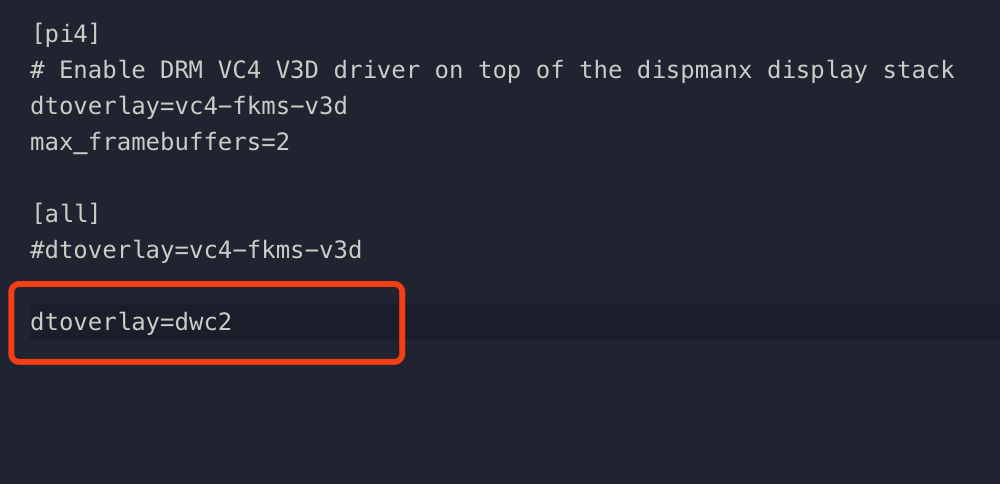 [pi4]
# Enable DRM VC4 V3D driver on top of the dispmanx display stack
dtoverlay=vc4-fkms-v3d
max_framebuffers=2
[all]
#dtoverlay=vc4-fkms-v3d
dtoverlay=dwc2